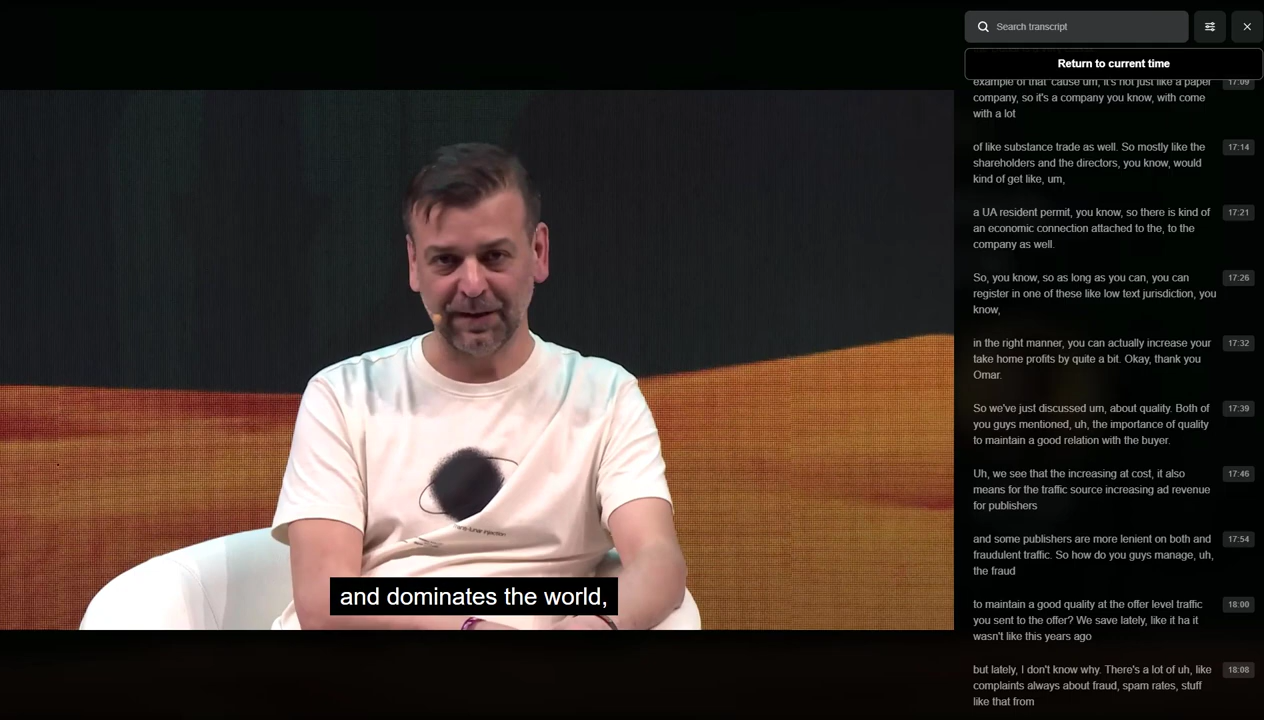 Search transcript
Return to current time
example of that 'cause um, it's not just like a paper
17:09
company, so it's a company you know, with come
with a lot
of like substance trade as well. So mostly like the
17:14
shareholders and the directors, you know, would
kind of get like, um,
a UA resident permit, you know, so there is kind of
17:21
an economic connection attached to the, to the
company as well.
So, you know, so as long as you can, you can
17:26
register in one of these like low text jurisdiction, you
know,
in the right manner, you can actually increase your
17:32
take home profits by quite a bit. Okay, thank you
Omar.
So we've just discussed um, about quality. Both of
17:39
you guys mentioned, uh, the importance of quality
to maintain a good relation with the buyer.
Uh, we see that the increasing at cost, it also
17:46
means for the traffic source increasing ad revenue
for publishers
and some publishers are more lenient on both and
17:54
fraudulent traffic. So how do you guys manage, uh,
the fraud
to maintain a good quality at the offer level traffic
18:00
you sent to the offer? We save lately, like it ha it
wasn't like this years ago
but lately, I don't know why. There's a lot of uh, like
18:08
complaints always about fraud, spam rates, stuff
like that from
and dominates the world,